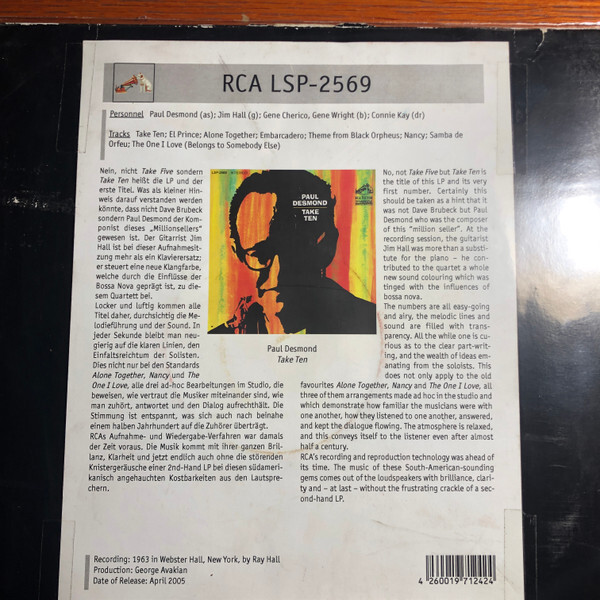 RCA LSP-2569
Personnel Paul Desmond (as); Jim Hall (g); Gene Cherico, Gene Wright (b); Connie Kay (dr)
Tracks Take Ten; El Prince; Alone Together; Embarcadero; Theme from Black Orpheus; Nancy; Samba de
Orfeu; The One I Love (Belongs to Somebody Else)
Nein, nicht Take Five sondern
Take Ten heißt die LP und der
erste Titel. Was als kleiner Hin-
weis darauf verstanden werden
könnte, dass nicht Dave Brubeck
sondern Paul Desmond der Kom-
ponist dieses „Millionsellers"
gewesen ist. Der Gitarrist Jim
Hall ist bei dieser Aufnahmesit-
zung mehr als ein Klavierersatz;
er steuert eine neue Klangfarbe,
welche durch die Einflüsse der
Bossa Nova geprägt ist, zu die-
sem Quartett bei.
Locker und luftig kommen alle
Titel daher, durchsichtig die Me-
lodieführung und der Sound. In
jeder Sekunde bleibt man neu-
gierig auf die klaren Linien, den
Einfaltsreichtum der Solisten.
Dies nicht nur bei den Standards
Alone Together, Nancy und The
One I Love, alle drei ad-hoc Bearbeitungen im Studio, die
beweisen, wie vertraut die Musiker miteinander sind, wie
man zuhört, antwortet und den Dialog aufrechthält. Die
Stimmung ist entspannt, was sich auch nach beinahe
einem halben Jahrhundert auf die Zuhörer überträgt.
RCAs Aufnahme- und Wiedergabe-Verfahren war damals
der Zeit voraus. Die Musik kommt mit ihrer ganzen Bril-
lanz, Klarheit und jetzt endlich auch ohne die störenden
Knistergeräusche einer 2nd-Hand LP bei diesen südameri-
kanisch angehauchten Kostbarkeiten aus den Lautspre-
chern.
PAUL
DESMOND
TAKE
TEN
Paul Desmond
Take Ten
No, not Take Five but Take Ten is
the title of this LP and its very
first number. Certainly this
should be taken as a hint that it
was not Dave Brubeck but Paul
Desmond who was the composer
of this "million seller". At the
recording session, the guitarist
Jim Hall was more than a substi-
tute for the piano – he con-
tributed to the quartet a whole
new sound colouring which was
tinged with the influences of
bossa nova.
The numbers are all easy-going
and airy, the melodic lines and
sound are filled with trans-
parency. All the while one is cu-
rious as to the clear part-writ-
ing, and the wealth of ideas em-
anating from the soloists. This
does not only apply to the old
favourites Alone Together, Nancy and The One I Love, all
three of them arrangements made ad hoc in the studio and
which demonstrate how familiar the musicians were with
one another, how they listened to one another, answered,
and kept the dialogue flowing. The atmosphere is relaxed,
and this conveys itself to the listener even after almost
half a century.
RCA's recording and reproduction technology was ahead of
its time. The music of these South-American-sounding
gems comes out of the loudspeakers with brilliance, clari-
ty and – at last – without the frustrating crackle of a sec-
ond-hand LP.
Recording: 1963 in Webster Hall, New York, by Ray Hall
Production: George Avakian
Date of Release: April 2005
4 260019 712424